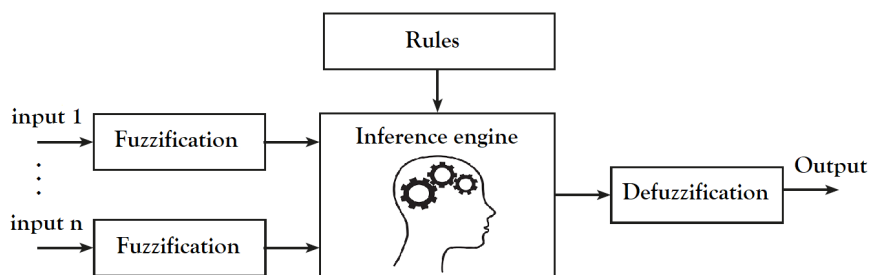 Rules
input 1
Fuzzification
Inference engine
Output
Defuzzification
input n
Fuzzification